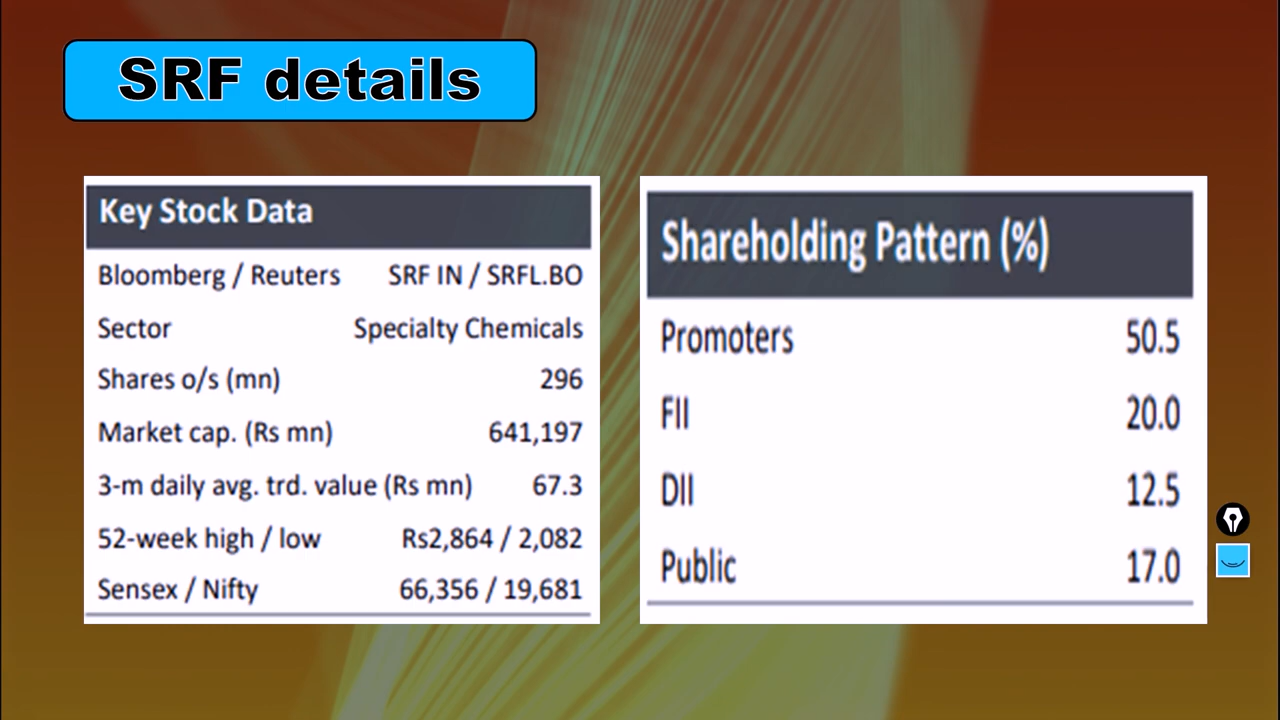 SRF details
Key Stock Data
Bloomberg / Reuters SRF IN / SRFL.BO
Sector Specialty Chemicals
Shares o/s (mn) 296
Market cap. (Rs mn) 641,197
3-m daily avg. trd. value (Rs mn) 67.3
52-week high / low Rs2,864 / 2,082
Sensex / Nifty 66,356 / 19,681
Shareholding Pattern (%)
Promoters 50.5
FII 20.0
DII 12.5
Public 17.0